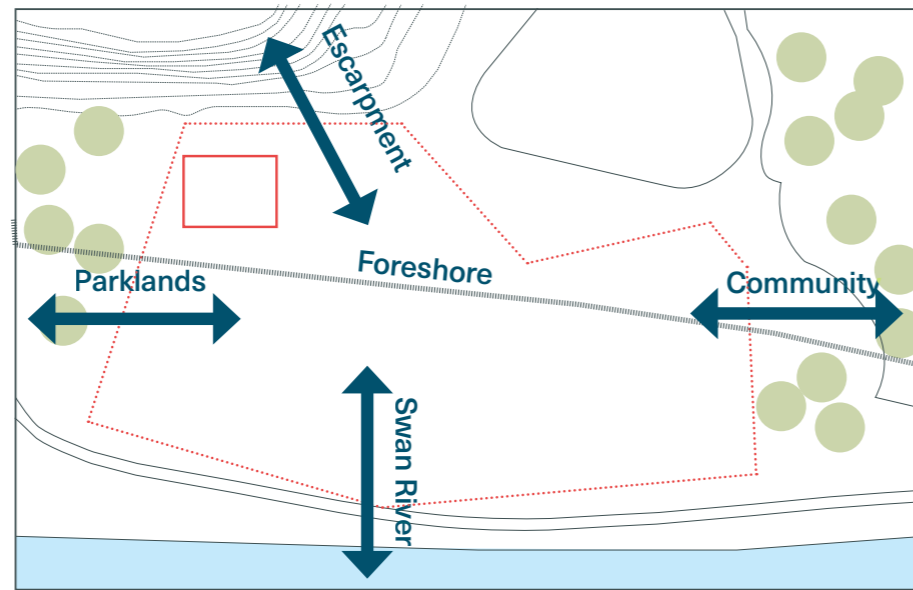 Escarpment
Foreshore
Parklands
Community
Swan River